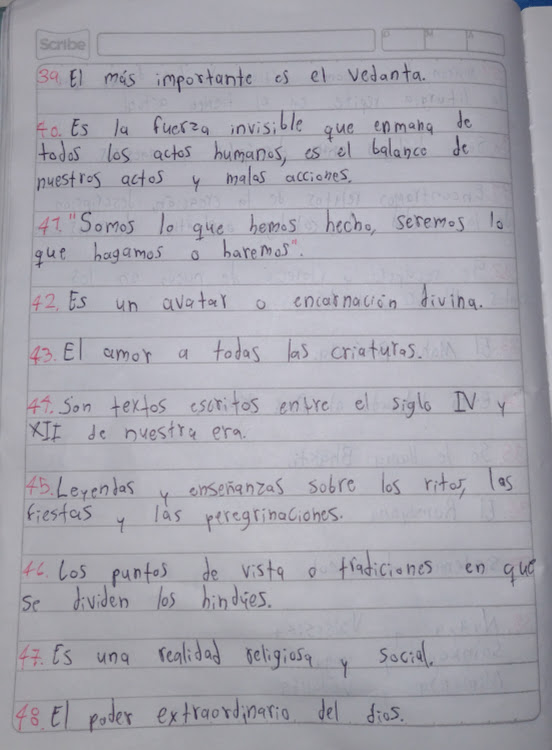 Scribe
39. El más importante es el Vedanta.
40. Es la fuerza invisible que enmana de
todos los actos humanos, es el balance de
nuestros actos y malas acciones.
41. "Somos lo que hemos hecho, seremos lo
que hagamos o haremos".
42. Es un avatar o encarnación divina.
43. El amor a todas las criaturas.
44. Son textos escritos entre el siglo IV y
XII de nuestra era.
45. Leyendas y enseñanzas sobre los ritos, las
fiestas y las peregrinaciones.
46. Los puntos de vista o tradiciones en que
se dividen los hindúes.
47. Es una realidad religiosa y social.
48. El poder extraordinario del dios.